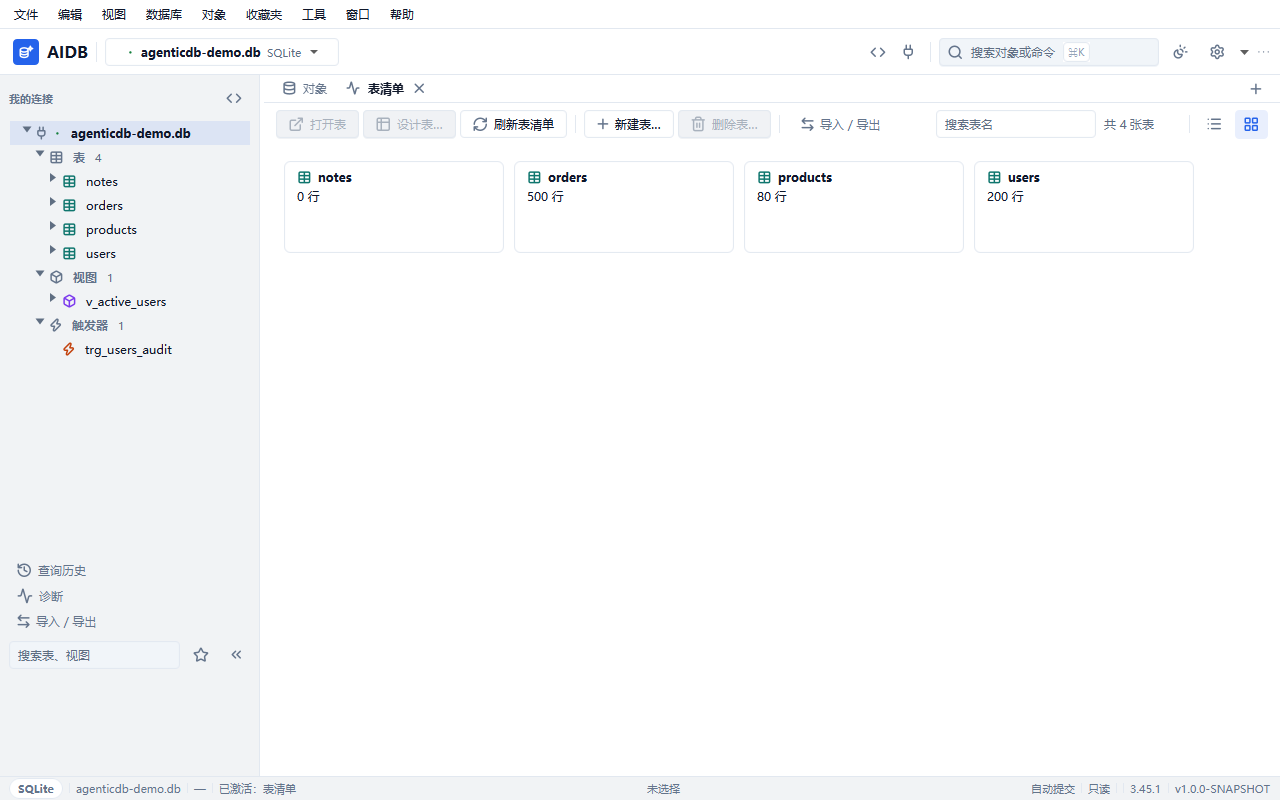 文件 编辑 视图 数据库 对象 收藏夹 工具 窗口 帮助
AIDB agenticdb-demo.db SQLite 搜索对象或命令 ⌘K
我的连接
agenticdb-demo.db
表 4
notes
orders
products
users
视图 1
v_active_users
触发器 1
trg_users_audit
查询历史
诊断
导入 / 导出
搜索表、视图
对象 表清单
打开表 设计表... 刷新表清单 新建表... 删除表... 导入 / 导出 搜索表名 共 4 张表
notes orders products users
0 行 500 行 80 行 200 行
SQLite agenticdb-demo.db — 已激活：表清单 未选择 自动提交 只读 3.45.1 v1.0.0-SNAPSHOT